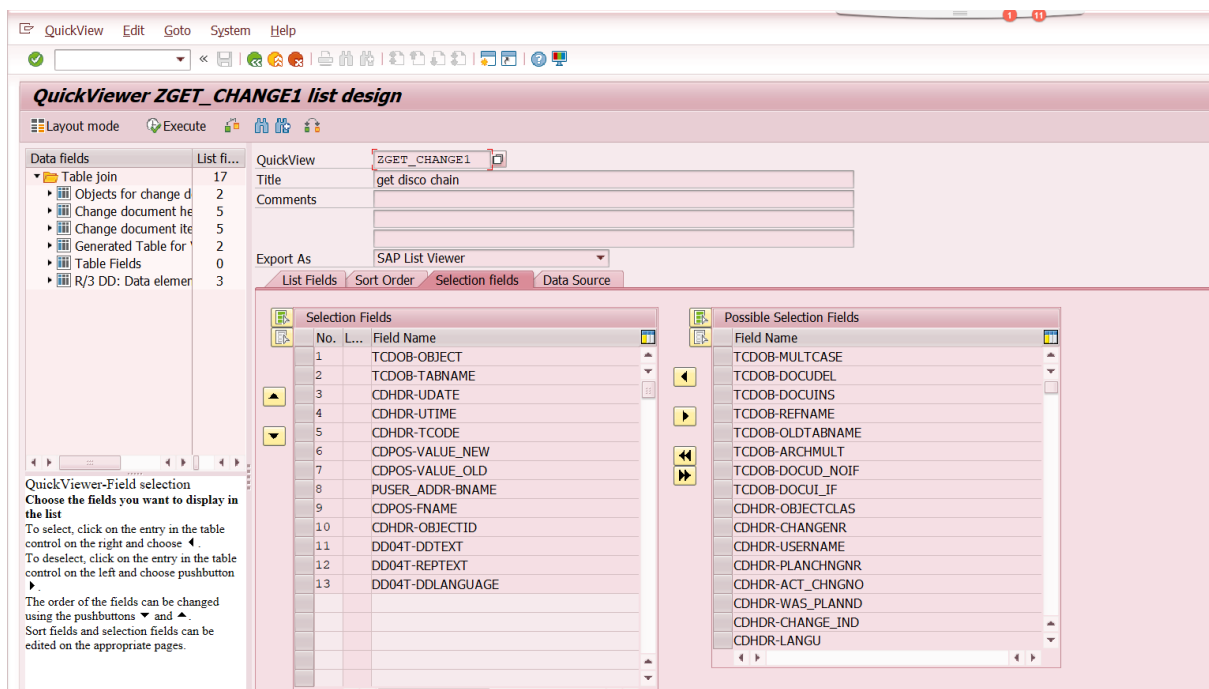 QuickView Edit Goto System Help
1 11
QuickViewer ZGET_CHANGE1 list design
Layout mode Execute
Data fields List fi...
Table join 17
Objects for change d 2
Change document he 5
Change document ite 5
Generated Table for ' 2
Table Fields 0
R/3 DD: Data elemer 3
QuickViewer-Field selection
Choose the fields you want to display in
the list
To select, click on the entry in the table
control on the right and choose
To deselect, click on the entry in the table
control on the left and choose pushbutton
.
The order of the fields can be changed
using the pushbuttons and .
Sort fields and selection fields can be
edited on the appropriate pages.
QuickView ZGET_CHANGE1
Title get disco chain
Comments
Export As SAP List Viewer
List Fields Sort Order Selection fields Data Source
Selection Fields
No. L... Field Name
1 TCDOB-OBJECT
2 TCDOB-TABNAME
3 CDHDR-UDATE
4 CDHDR-UTIME
5 CDHDR-TCODE
6 CDPOS-VALUE_NEW
7 CDPOS-VALUE_OLD
8 PUSER_ADDR-BNAME
9 CDPOS-FNAME
10 CDHDR-OBJECTID
11 DD04T-DDTEXT
12 DD04T-REPTEXT
13 DD04T-DDLANGUAGE
Possible Selection Fields
Field Name
TCDOB-MULTCASE
TCDOB-DOCUDEL
TCDOB-DOCUINS
TCDOB-REFNAME
TCDOB-OLDTABNAME
TCDOB-ARCHMULT
TCDOB-DOCUD_NOIF
TCDOB-DOCUI_IF
CDHDR-OBJECTCLAS
CDHDR-CHANGENR
CDHDR-USERNAME
CDHDR-PLANCHNGNR
CDHDR-ACT_CHNGNO
CDHDR-WAS_PLANND
CDHDR-CHANGE_IND
CDHDR-LANGU